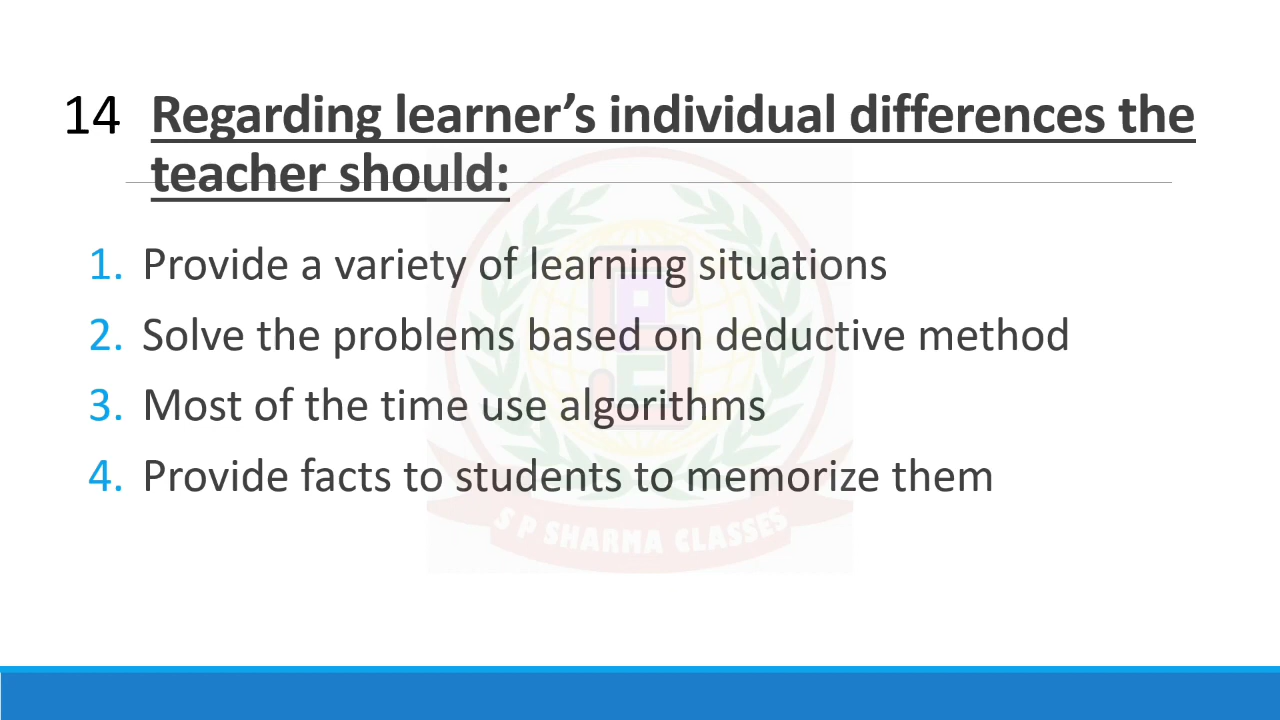 14 Regarding learner’s individual differences the
teacher should:
1. Provide a variety of learning situations
2. Solve the problems based on deductive method
3. Most of the time use algorithms
4. Provide facts to students to memorize them
S P SHARMA CLASSES